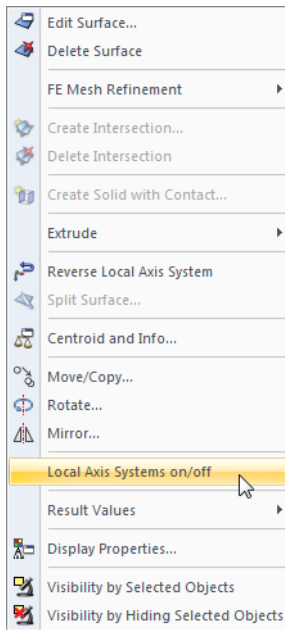 Edit Surface...
Delete Surface
FE Mesh Refinement
Create Intersection...
Delete Intersection
Create Solid with Contact...
Extrude
Reverse Local Axis System
Split Surface...
Centroid and Info...
Move/Copy...
Rotate...
Mirror...
Local Axis Systems on/off
Result Values
Display Properties...
Visibility by Selected Objects
Visibility by Hiding Selected Objects